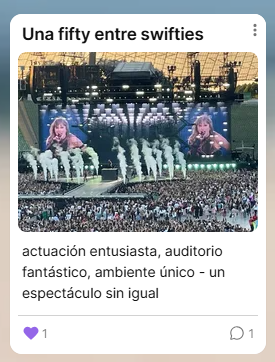 Una fifty entre swifties
actuación entusiasta, auditorio
fantástico, ambiente único - un
espectáculo sin igual
1
1